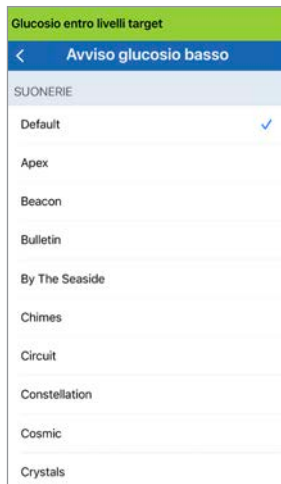 Glucosio entro livelli target
Avviso glucosio basso
SUONERIE
Default
Apex
Beacon
Bulletin
By The Seaside
Chimes
Circuit
Constellation
Cosmic
Crystals